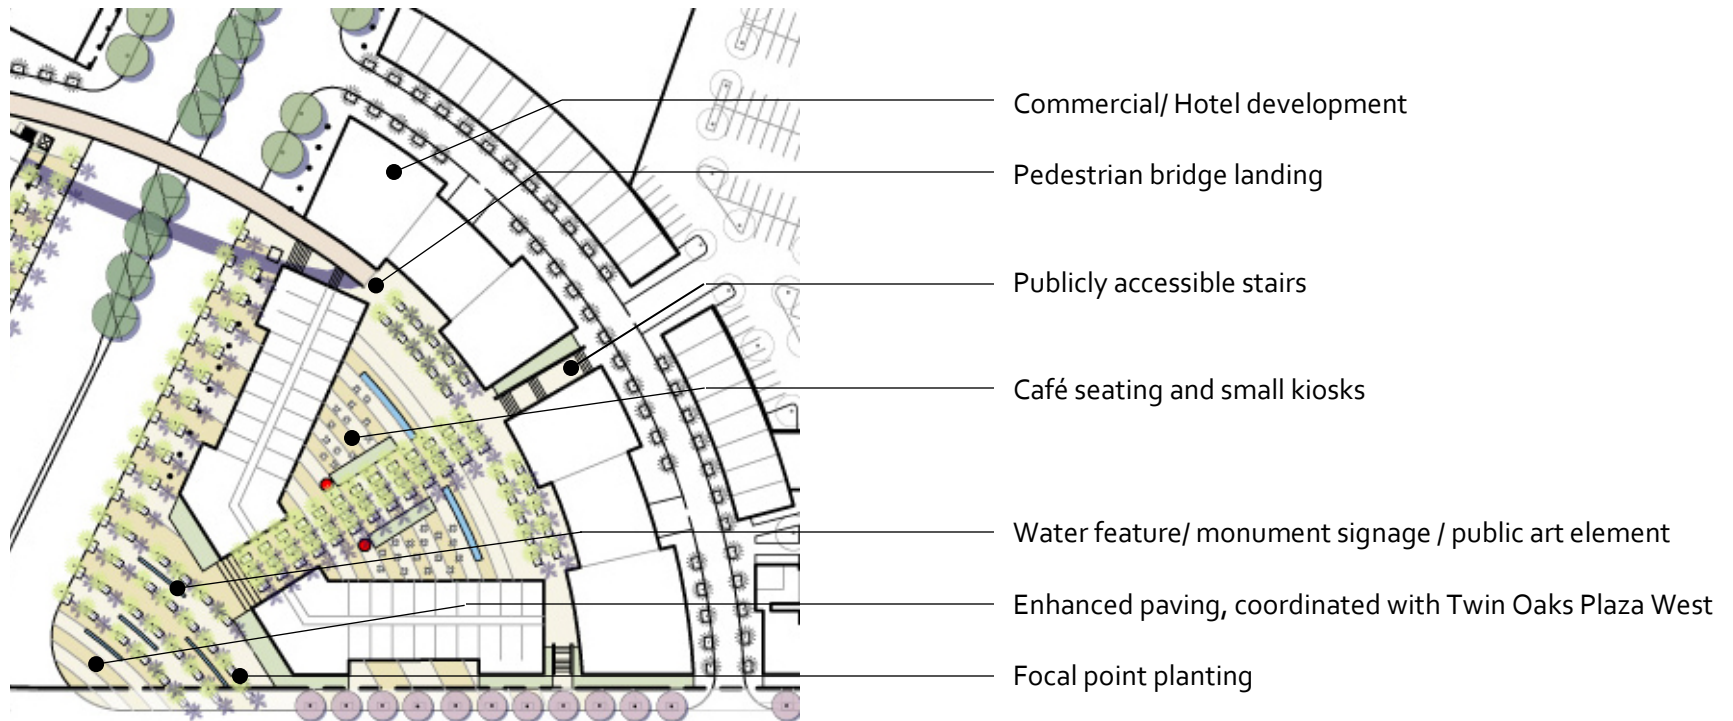 Commercial/ Hotel development
Pedestrian bridge landing
Publicly accessible stairs
Café seating and small kiosks
Water feature/ monument signage / public art element
Enhanced paving, coordinated with Twin Oaks Plaza West
Focal point planting